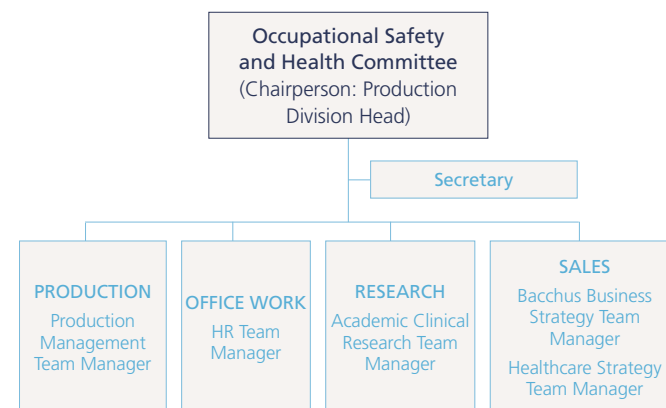 Occupational Safety
and Health Committee
(Chairperson: Production
Division Head)
Secretary
PRODUCTION
Production
Management
Team Manager
OFFICE WORK
HR Team
Manager
RESEARCH
Academic Clinical
Research Team
Manager
SALES
Bacchus Business
Strategy Team
Manager
Healthcare Strategy
Team Manager